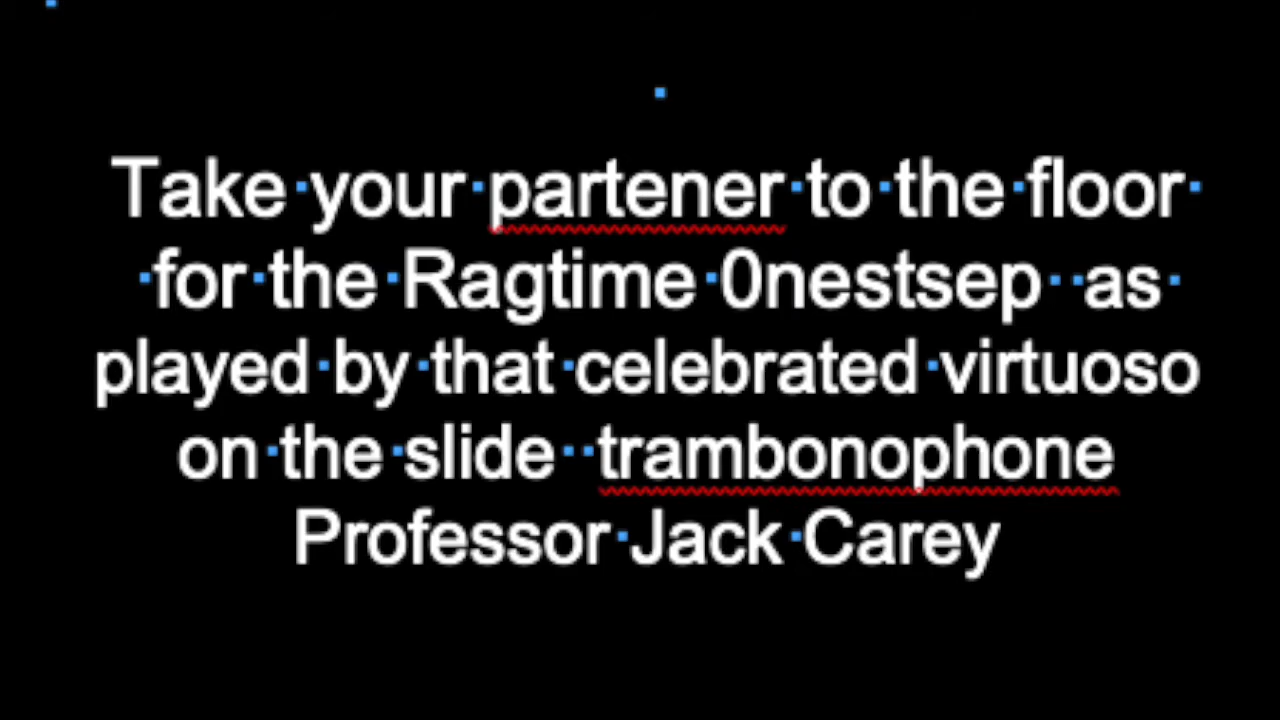 Take your partener to the floor
for the Ragtime 0nestsep  as
played by that celebrated virtuoso
on the slide  trambonophone
Professor Jack Carey